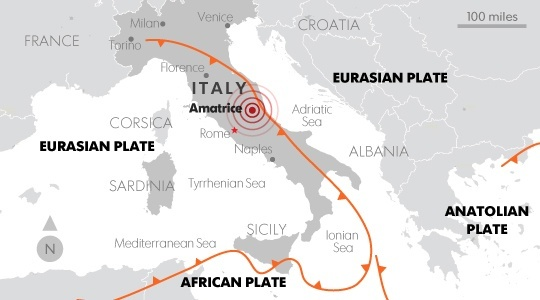 Milan
Venice
CROATIA
100 miles
FRANCE
Torino
Florence
EURASIAN PLATE
ITALY
Amatrice
Adriatic
Sea
CORSICA
Rome
EURASIAN PLATE
Naples
ALBANIA
SARDINIA
Tyrrhenian Sea
ANATOLIAN
PLATE
SICILY
Ionian
Sea
N
Mediterranean Sea
AFRICAN PLATE